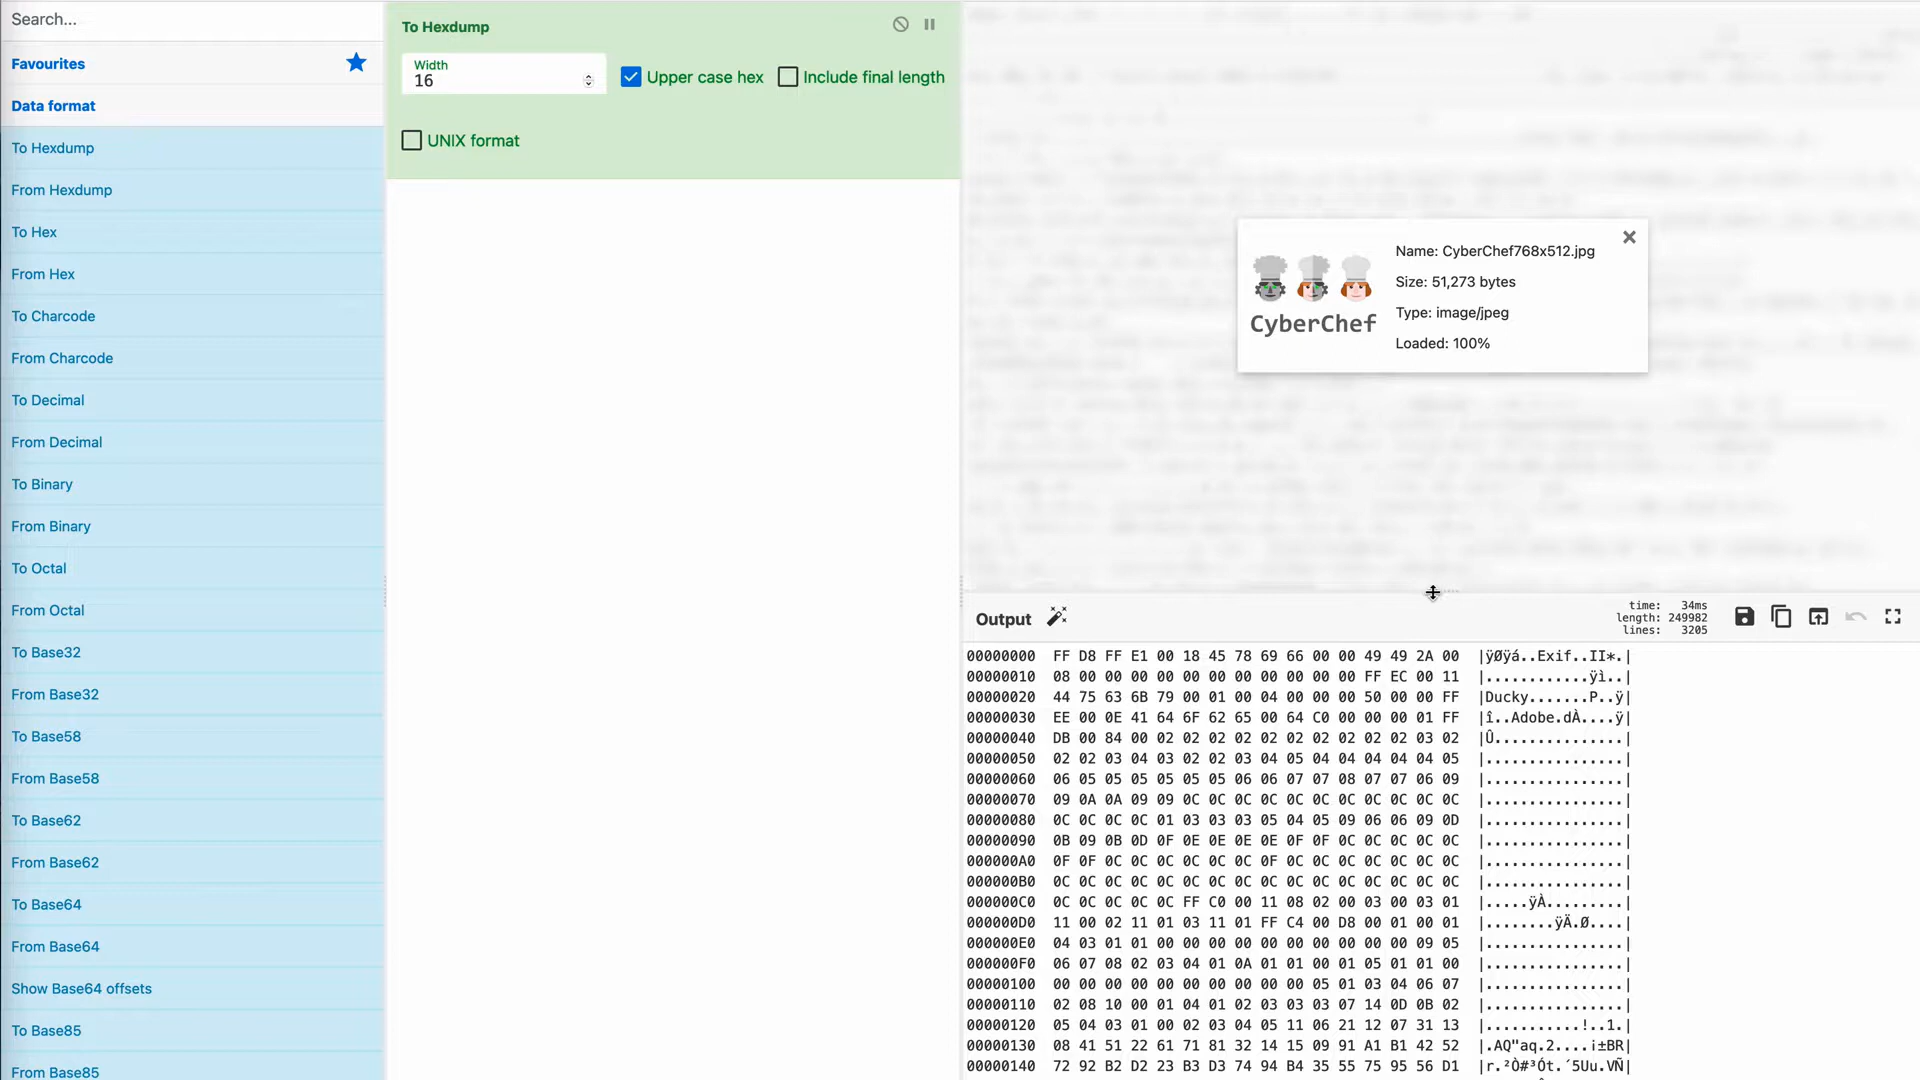 Search...
Favourites
Data format
To Hexdump
From Hexdump
To Hex
From Hex
To Charcode
From Charcode
To Decimal
From Decimal
To Binary
From Binary
To Octal
From Octal
To Base32
From Base32
To Base58
From Base58
To Base62
From Base62
To Base64
From Base64
Show Base64 offsets
To Base85
From Base85
To Hexdump
Width
16
Upper case hex
Include final length
UNIX format
CyberChef
Name: CyberChef768x512.jpg
Size: 51,273 bytes
Type: image/jpeg
Loaded: 100%
Output
time: 34ms
length: 249982
lines: 3205
00000000 FF D8 FF E1 00 18 45 78 69 66 00 00 49 49 2A 00 |ÿØÿá..Exif..II*.|
00000010 08 00 00 00 00 00 00 00 00 00 00 00 FF EC 00 11 |............ÿì..|
00000020 44 75 63 6B 79 00 01 00 04 00 00 00 50 00 00 FF |Ducky.......P..ÿ|
00000030 EE 00 0E 41 64 6F 62 65 00 64 C0 00 00 00 01 FF |î..Adobe.dÀ....ÿ|
00000040 DB 00 84 00 02 02 02 02 02 02 02 02 02 02 03 02 |Û...............|
00000050 02 02 03 04 03 02 02 03 04 05 04 04 04 04 04 05 |................|
00000060 06 05 05 05 05 05 05 06 06 07 07 08 07 07 06 09 |................|
00000070 09 0A 0A 09 09 0C 0C 0C 0C 0C 0C 0C 0C 0C 0C 0C |................|
00000080 0C 0C 0C 0C 01 03 03 03 05 04 05 09 06 06 09 0D |................|
00000090 0B 09 0B 0D 0F 0E 0E 0E 0E 0F 0F 0C 0C 0C 0C 0C |................|
000000A0 0F 0F 0C 0C 0C 0C 0C 0C 0F 0C 0C 0C 0C 0C 0C 0C |................|
000000B0 0C 0C 0C 0C 0C 0C 0C 0C 0C 0C 0C 0C 0C 0C 0C 0C |................|
000000C0 0C 0C 0C 0C 0C FF C0 00 11 08 02 00 03 00 03 01 |.....ÿÀ.........|
000000D0 11 00 02 11 01 03 11 01 FF C4 00 D8 00 01 00 01 |........ÿÄ.Ø....|
000000E0 04 03 01 01 00 00 00 00 00 00 00 00 00 00 09 05 |................|
000000F0 06 07 08 02 03 04 01 0A 01 01 00 01 05 01 01 00 |................|
00000100 00 00 00 00 00 00 00 00 00 00 05 01 03 04 06 07 |................|
00000110 02 08 10 00 01 04 01 02 03 03 03 07 14 0D 0B 02 |................|
00000120 05 04 03 01 00 02 03 04 05 11 06 21 12 07 31 13 |...........!..1.|
00000130 08 41 51 22 61 71 81 32 14 15 09 91 A1 B1 42 52 |.AQ"aq.2....¡±BR|
00000140 72 92 B2 D2 23 B3 D3 74 94 B4 35 55 75 95 56 D1 |r.²Ò#³Ót.´5Uu.VÑ|